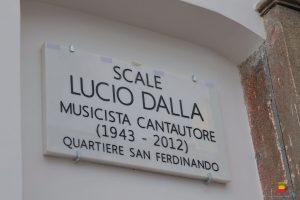 SCALE
LUCIO DALLA
MUSICISTA CANTAUTORE
(1943 - 2012)
QUARTIERE SAN FERDINANDO